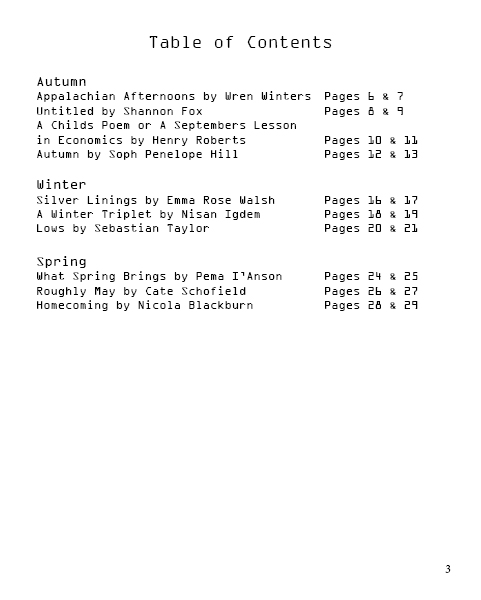 Table of Contents
Autumn
Appalachian Afternoons by Wren Winters Pages 6 & 7
Untitled by Shannon Fox Pages 8 & 9
A Childs Poem or A Septembers Lesson
in Economics by Henry Roberts Pages 10 & 11
Autumn by Soph Penelope Hill Pages 12 & 13
Winter
Silver Linings by Emma Rose Walsh Pages 16 & 17
A Winter Triplet by Nisan Igdem Pages 18 & 19
Lows by Sebastian Taylor Pages 20 & 21
Spring
What Spring Brings by Pema I'Anson Pages 24 & 25
Roughly May by Cate Schofield Pages 26 & 27
Homecoming by Nicola Blackburn Pages 28 & 29
3